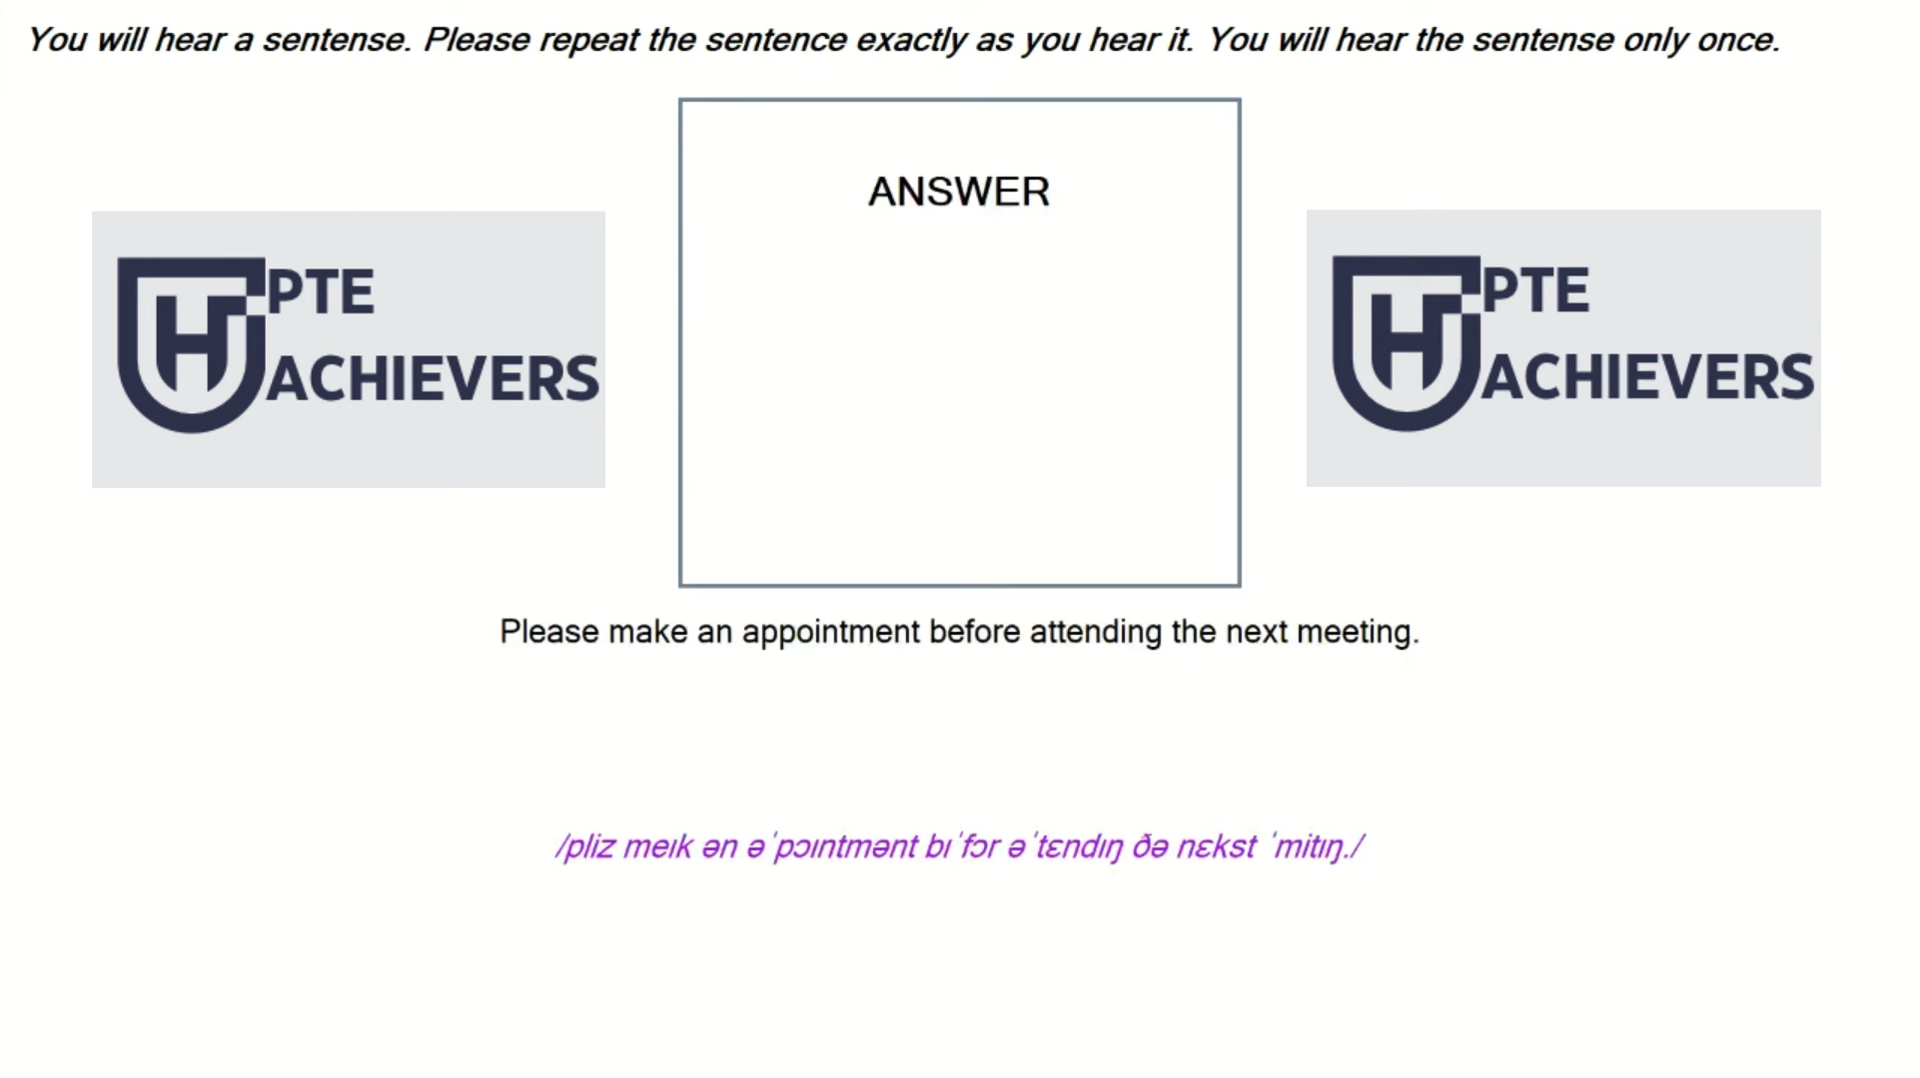 You will hear a sentense. Please repeat the sentence exactly as you hear it. You will hear the sentense only once.
ANSWER
PTE
ACHIEVERS
PTE
ACHIEVERS
Please make an appointment before attending the next meeting.
/pliz meɪk ən əˈpɔɪntmənt bɪˈfɔr əˈtɛndɪŋ ðə nɛkst ˈmitɪŋ./